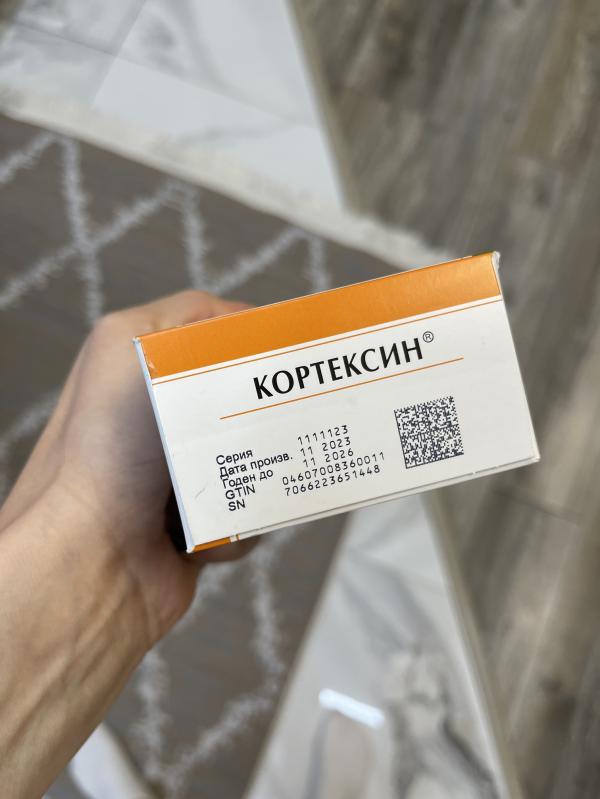 КОРТЕКСИН®
Серия 1111123
Дата произв. 11 2023
Годен до 11 2026
GTIN 04607008360011
SN 7066223651448